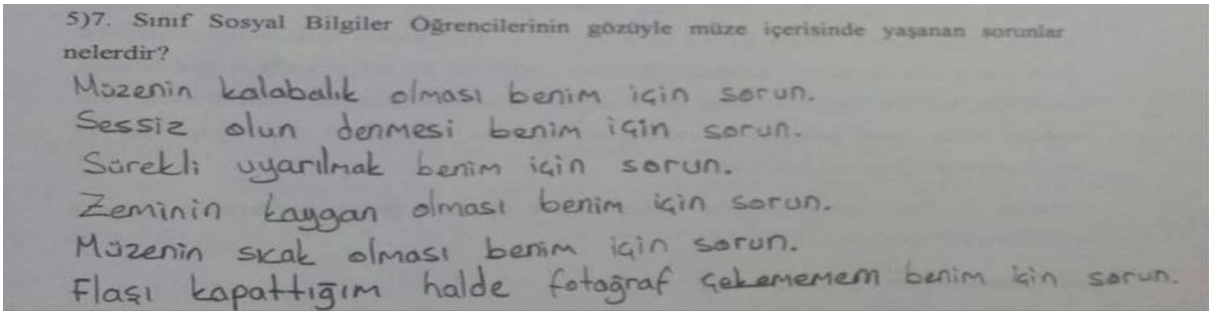 5)7. Sınıf Sosyal Bilgiler Öğrencilerinin gözüyle müze içerisinde yaşanan sorunlar
nelerdir?
Müzenin kalabalık olması benim için sorun.
Sessiz olun denmesi benim için sorun.
Sürekli uyarılmak benim için sorun.
Zeminin kaygan olması benim için sorun.
Müzenin sıcak olması benim için sorun.
Flaşı kapattığım halde fotoğraf çekememem benim için sorun.